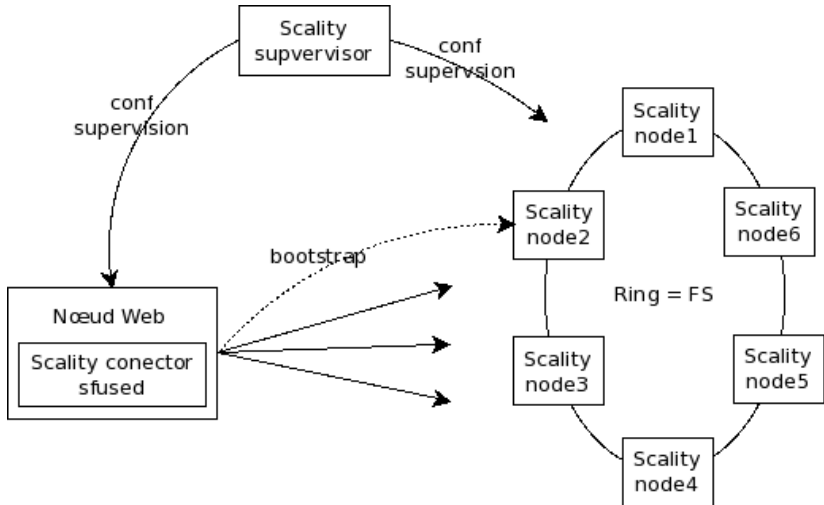 Scality
supvervisor
conf
supervsion
conf
supervision
Scality
node1
Scality
node2
Scality
node6
bootstrap
Ring = FS
Nœud Web
Scality conector
sfused
Scality
node3
Scality
node5
Scality
node4